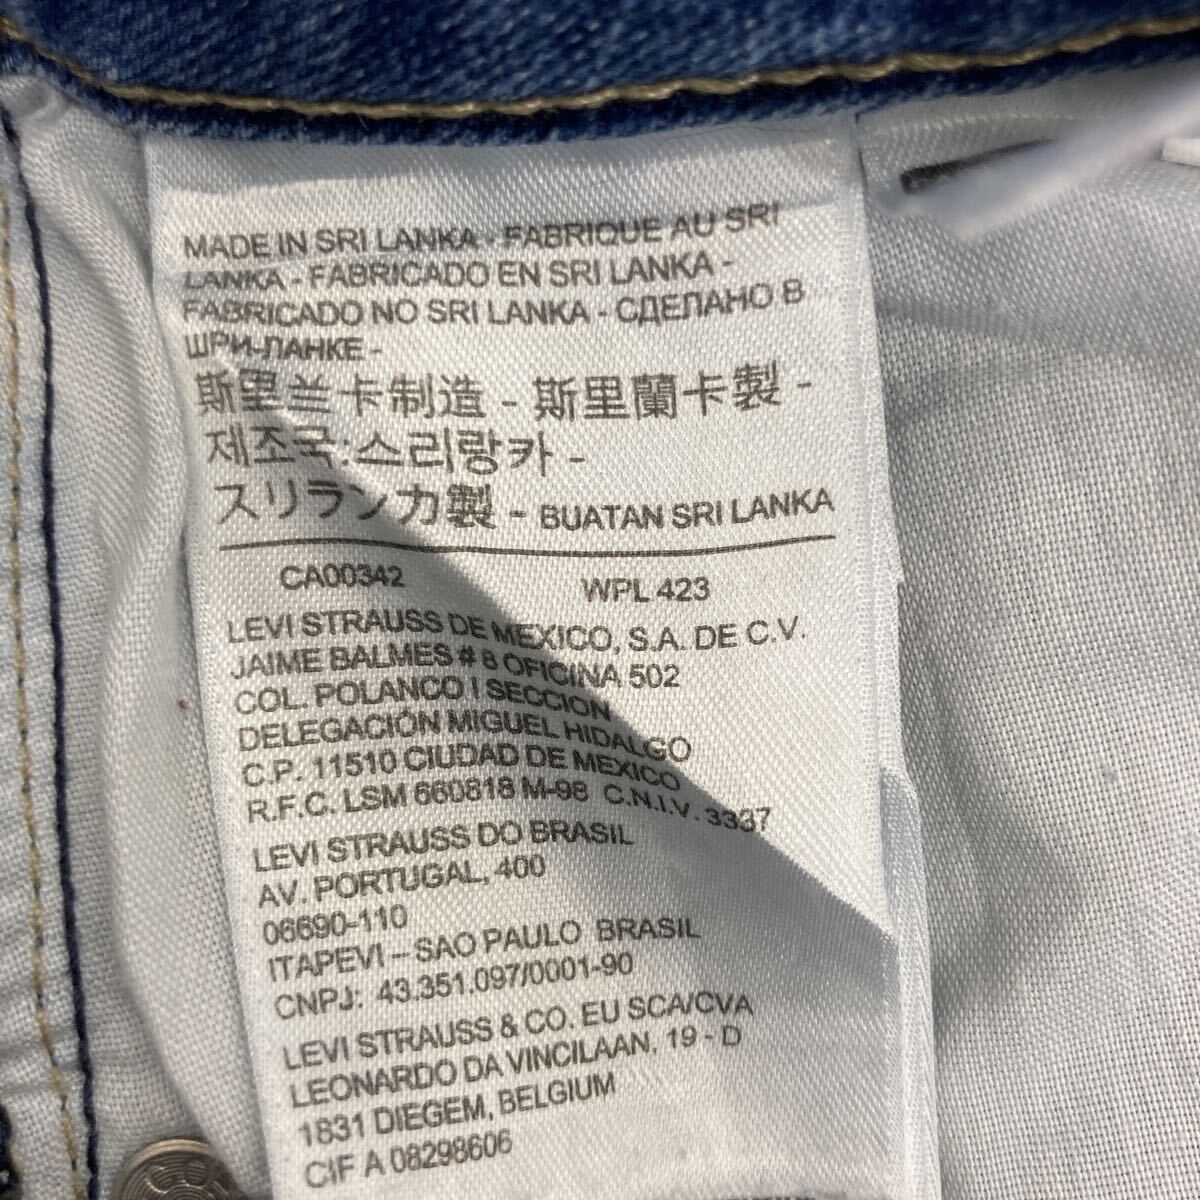 MADE IN SRI LANKA - FABRIQUE AU SRI
LANKA - FABRICADO EN SRI LANKA -
FABRICADO NO SRI LANKA - СДЕЛАНО В
ШРИ-ЛАНКЕ -
斯里兰卡制造 - 斯里蘭卡製 -
제조국:스리랑카 -
スリランカ製 - BUATAN SRI LANKA
CA00342 WPL 423
LEVI STRAUSS DE MEXICO, S.A. DE C.V.
JAIME BALMES # 8 OFICINA 502
COL. POLANCO I SECCION
DELEGACIÓN MIGUEL HIDALGO
C.P. 11510 CIUDAD DE MEXICO
R.F.C. LSM 660818 M-98 C.N.I.V. 3337
LEVI STRAUSS DO BRASIL
AV. PORTUGAL, 400
06690-110
ITAPEVI – SAO PAULO BRASIL
CNPJ: 43.351.097/0001-90
LEVI STRAUSS & CO. EU SCA/CVA
LEONARDO DA VINCILAAN, 19 - D
1831 DIEGEM, BELGIUM
CIF A 08298606